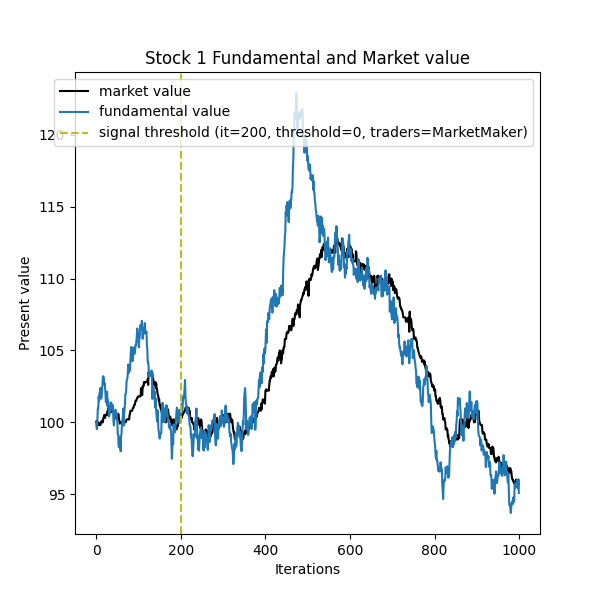 Stock 1 Fundamental and Market value
market value
fundamental value
signal threshold (it=200, threshold=0, traders=MarketMaker)
120
115
110
105
100
95
Present value
0 200 400 600 800 1000
Iterations